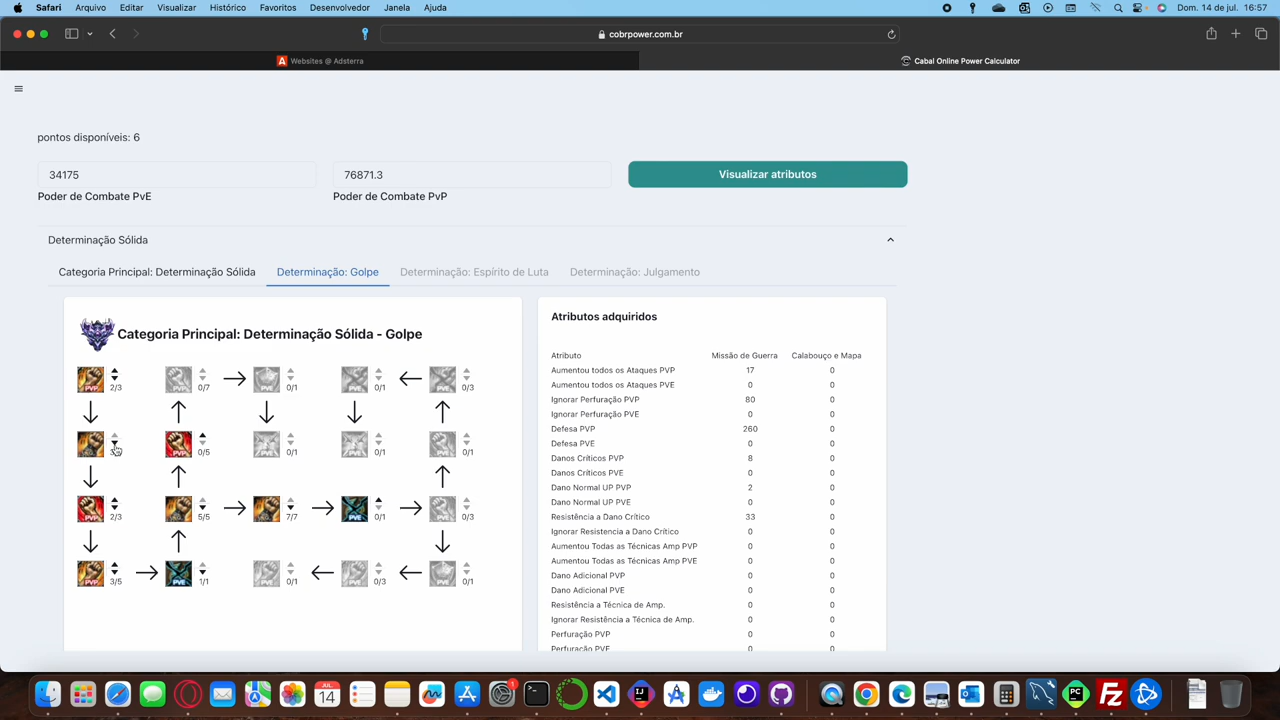 Safari Arquivo Editar Visualizar Histórico Favoritos Desenvolvedor Janela Ajuda Dom. 14 de jul. 16:57
cobrpower.com.br
Websites @ Adsterra
Cabal Online Power Calculator
pontos disponíveis: 6
34175 76871.3 Visualizar atributos
Poder de Combate PvE Poder de Combate PvP
Determinação Sólida
Categoria Principal: Determinação Sólida Determinação: Golpe Determinação: Espírito de Luta Determinação: Julgamento
Categoria Principal: Determinação Sólida - Golpe
2/3 0/7 0/1 0/1 0/3
0/5 0/1 0/1 0/1
2/3 5/5 7/7 0/1 0/3
3/5 1/1 0/1 0/3 0/1
Atributos adquiridos
Atributo Missão de Guerra Calabouço e Mapa
Aumentou todos os Ataques PVP 17 0
Aumentou todos os Ataques PVE 0 0
Ignorar Perfuração PVP 80 0
Ignorar Perfuração PVE 0 0
Defesa PVP 260 0
Defesa PVE 0 0
Danos Críticos PVP 8 0
Danos Críticos PVE 0 0
Dano Normal UP PVP 2 0
Dano Normal UP PVE 0 0
Resistência a Dano Crítico 33 0
Ignorar Resistencia a Dano Crítico 0 0
Aumentou Todas as Técnicas Amp PVP 0 0
Aumentou Todas as Técnicas Amp PVE 0 0
Dano Adicional PVP 0 0
Dano Adicional PVE 0 0
Resistência a Técnica de Amp. 0 0
Ignorar Resistência a Técnica de Amp. 0 0
Perfuração PVP 0 0
Perfuração PVE 0 0
JUL.
14
1